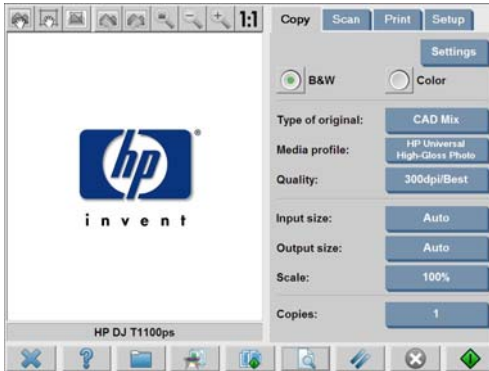 1:1
Copy
Scan
Print
Setup
Settings
B&W
Color
Type of original:
CAD Mix
Media profile:
HP Universal
High-Gloss Photo
Quality:
300dpi/Best
Input size:
Auto
Output size:
Auto
Scale:
100%
Copies:
1
hp
®
invent
HP DJ T1100ps
?